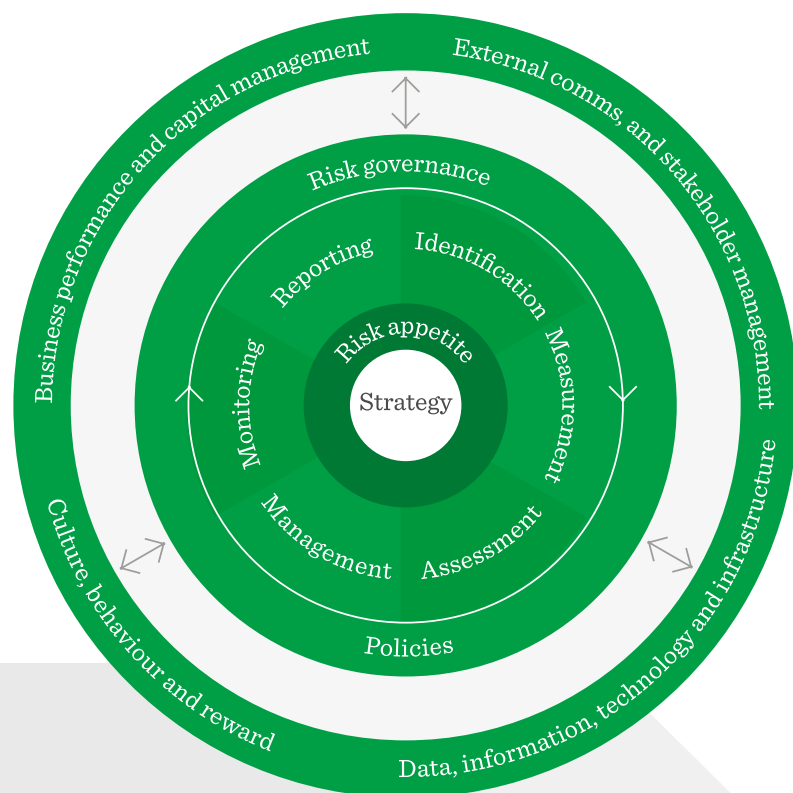 Business performance and capital management
External comms, and stakeholder management
Risk governance
Reporting
Identification
Risk appetite
Strategy
Monitoring
Measurement
Management
Assessment
Policies
Culture, behaviour and reward
Data, information, technology and infrastructure